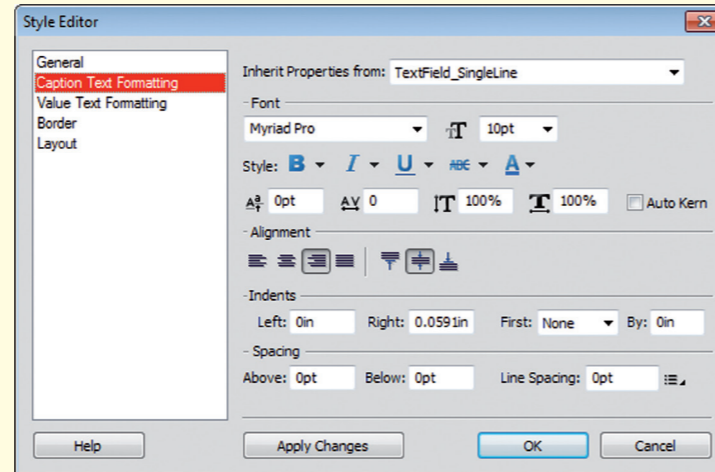 Style Editor
General
Caption Text Formatting
Value Text Formatting
Border
Layout
Inherit Properties from: TextField_SingleLine
Font
Myriad Pro 10pt
Style: B I U ABC A
0pt AV 0 100% 100% Auto Kern
Alignment
Indents
Left: 0in Right: 0.0591in First: None By: 0in
Spacing
Above: 0pt Below: 0pt Line Spacing: 0pt
Help Apply Changes OK Cancel